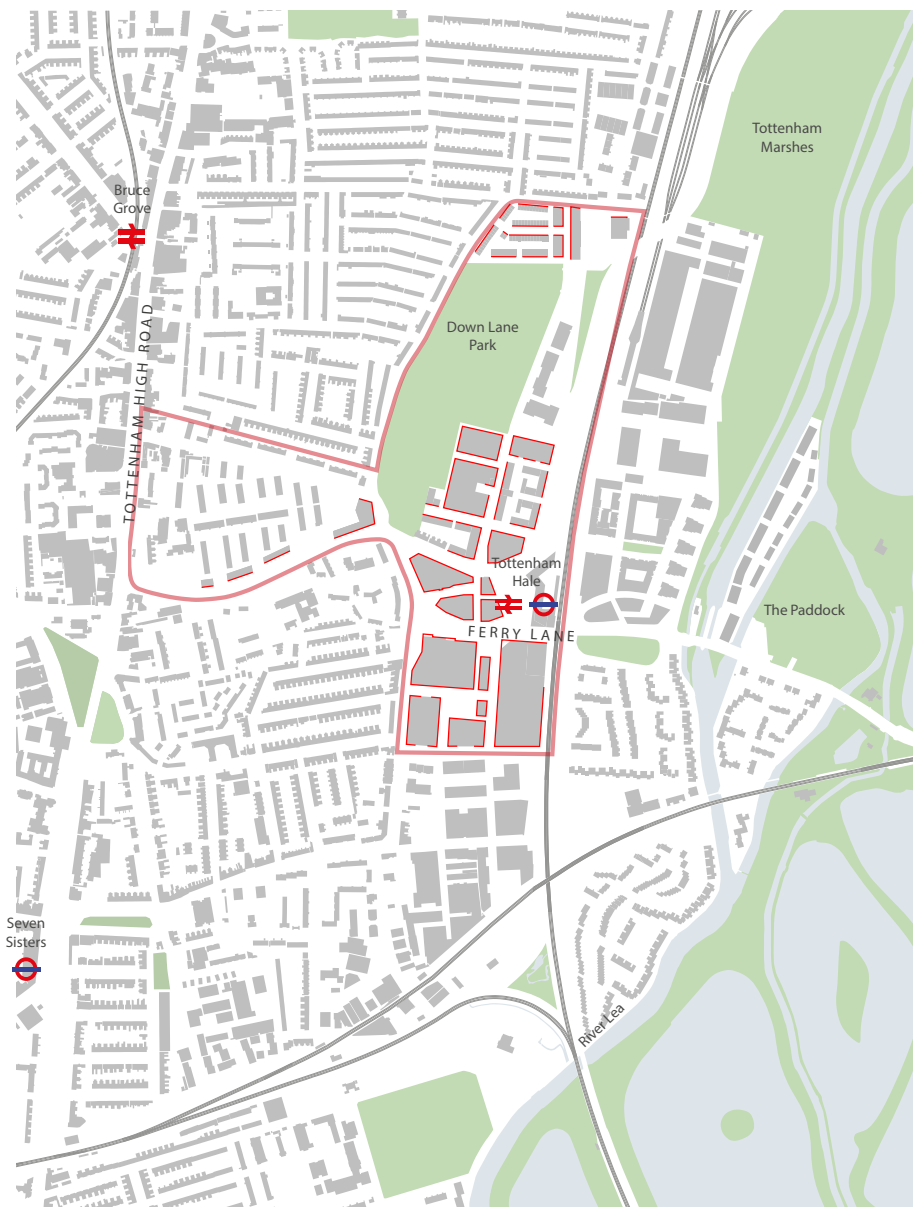 Tottenham
Marshes
Bruce
Grove
Down Lane
Park
TOTTENHAM HIGH ROAD
Tottenham
Hale
The Paddock
FERRY LANE
Seven
Sisters
River Lea